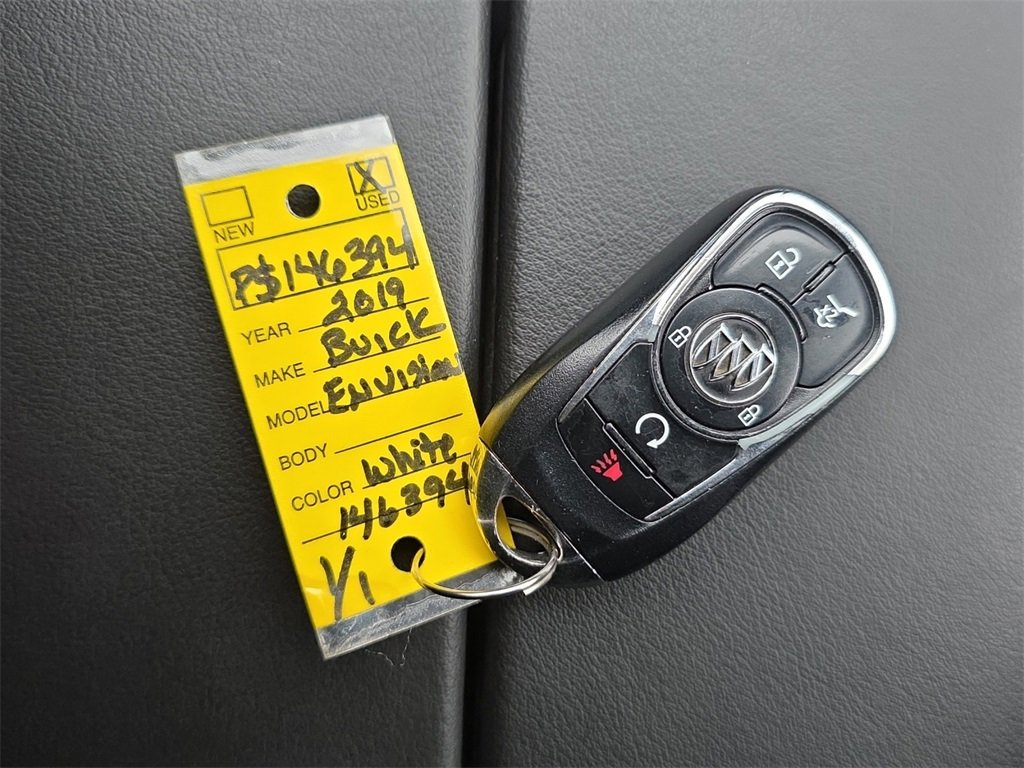 X
NEW USED
P$146394
YEAR 2019
MAKE Buick
MODEL Envision
BODY
COLOR White
146394
1/1